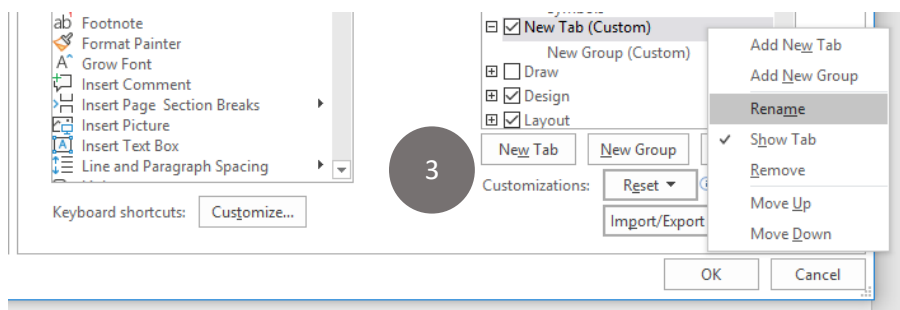 Footnote
Format Painter
Grow Font
Insert Comment
Insert Page Section Breaks
Insert Picture
Insert Text Box
Line and Paragraph Spacing
Keyboard shortcuts: Customize...
New Tab (Custom)
New Group (Custom)
Draw
Design
Layout
3
New Tab New Group
Customizations: Reset
Import/Export
Add New Tab
Add New Group
Rename
Show Tab
Remove
Move Up
Move Down
OK Cancel